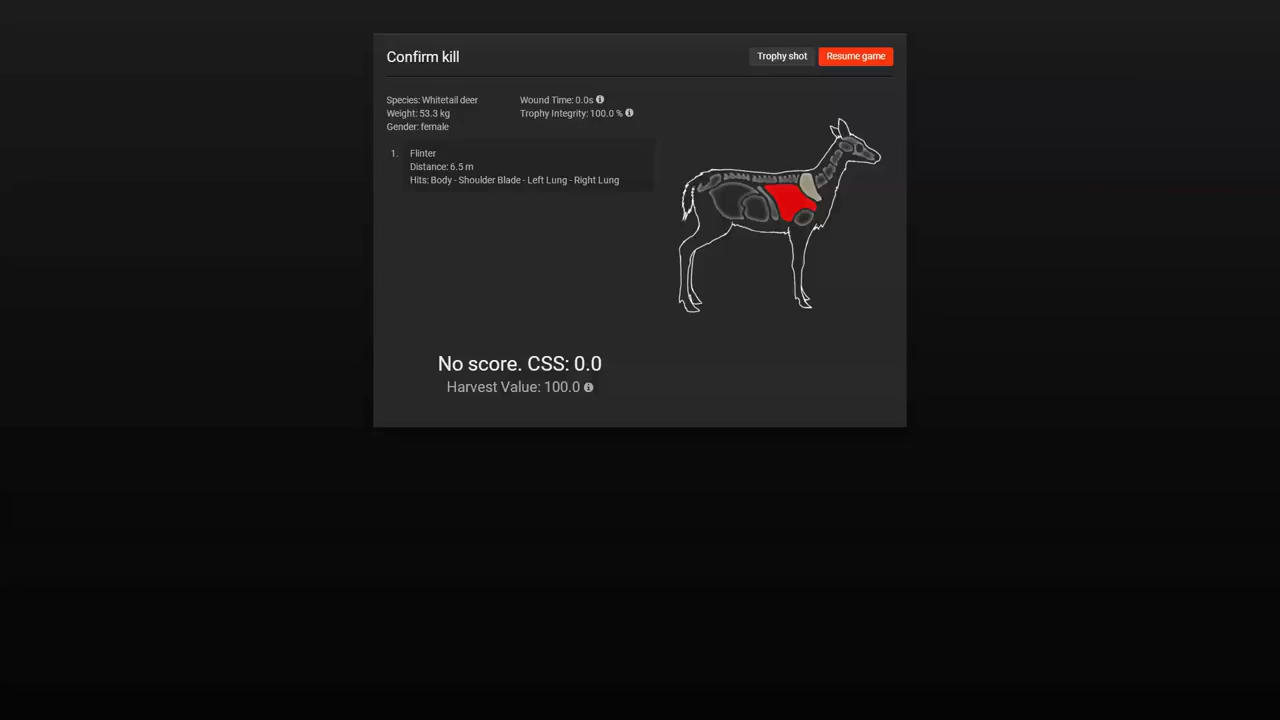 Confirm kill
Trophy shot
Resume game
Species: Whitetail deer
Weight: 53.3 kg
Gender: female
Wound Time: 0.0s
Trophy Integrity: 100.0 %
1. Flinter
Distance: 6.5 m
Hits: Body - Shoulder Blade - Left Lung - Right Lung
No score. CSS: 0.0
Harvest Value: 100.0